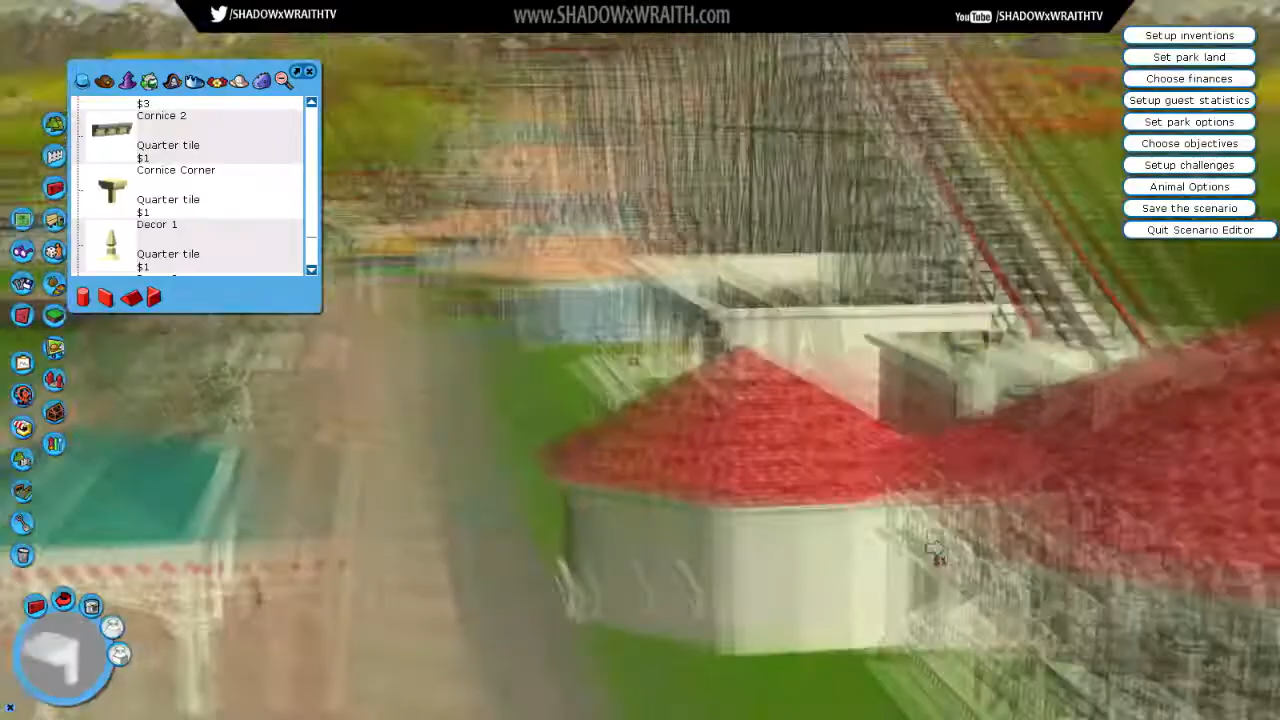 /SHADOWxWRAITHTV
www.SHADOWxWRAITH.com
You Tube /SHADOWxWRAITHTV
$3
Cornice 2
Quarter tile
$1
Cornice Corner
Quarter tile
$1
Decor 1
Quarter tile
$1
Setup inventions
Set park land
Choose finances
Setup guest statistics
Set park options
Choose objectives
Setup challenges
Animal Options
Save the scenario
Quit Scenario Editor